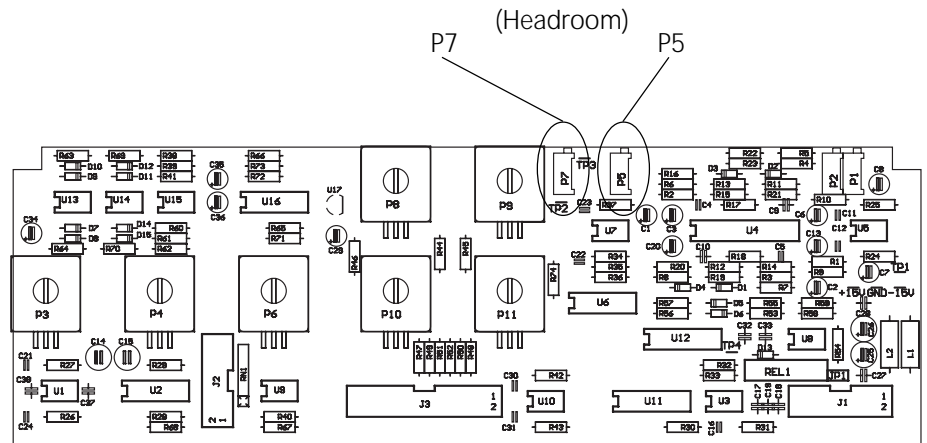 (Headroom)
P7 P5
R63 R68 R39 R66
D10 D12 R38 R73
D9 D11 R41 C35 R72
U13 U14 U15 C36 U16 U17
P8 P9 P7 TP3 P5
TP2 C23 R37
R16 R6 R2 C4
D3 R22 R23 D2 R5 R4
R13 R15 R17 R11 R21 C9
P2 P1 C8 R10 R25
C34 D7 D8 D14 D15 R60 R61 R62 R64 R70
R65 R71 C29 R46 R44 R45 R74
U7 C1 C3 U4 C6 C11 U5
C20 C10 R18 C5 C13 C12
C22 R34 R35 R36
R20 R8 R12 R19 R14 R3 R7
R1 R9 R24 C7 TP1
D4 D1 C2 +15V GND -15V
P3 P4 P6 P10 P11 U6
R57 R56 D5 D6 R55 R53 R59 R58 C28
U12 C32 C33 U9 R54 C26 C25 L2 L1
TP4 D13
C21 R27 C14 C15 R28 J2 RN1
R47 R48 R51 R52 R50 R49
R32 R33 REL1 JP1 C27
C30 R42
C38 U1 C37 U2 U8 J3 1 2 U10 U11 U3 C17 C19 C18 J1 1 2
C24 R26 R29 R69 2 1 R40 R67 C31 R43 R30 C16 R31